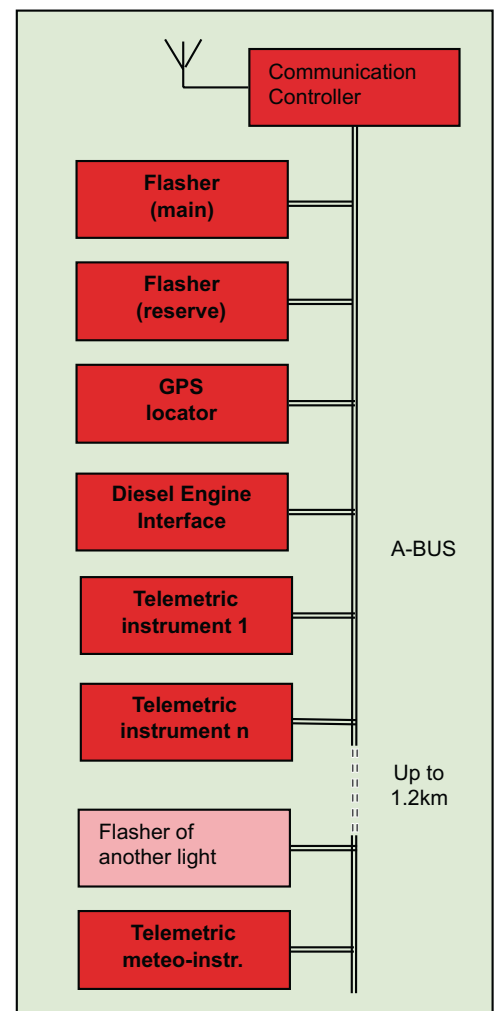 Communication
Controller
Flasher
(main)
Flasher
(reserve)
GPS
locator
Diesel Engine
Interface
A-BUS
Telemetric
instrument 1
Telemetric
instrument n
Up to
1.2km
Flasher of
another light
Telemetric
meteo-instr.